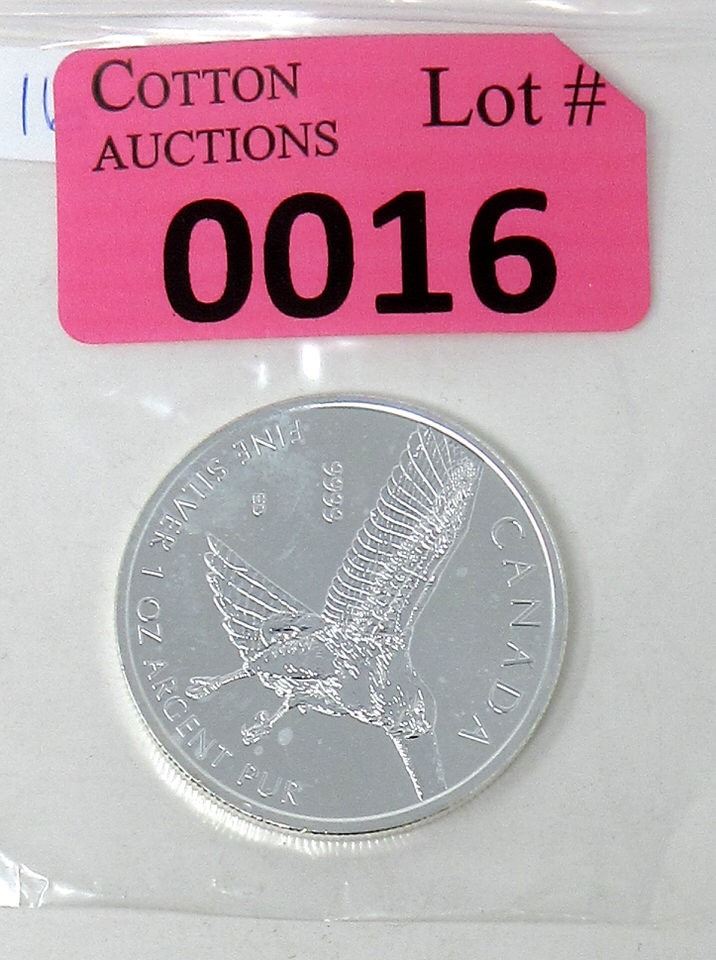 COTTON
AUCTIONS
Lot #
0016
CANADA
9999
FINE SILVER 1 OZ ARGENT PUR